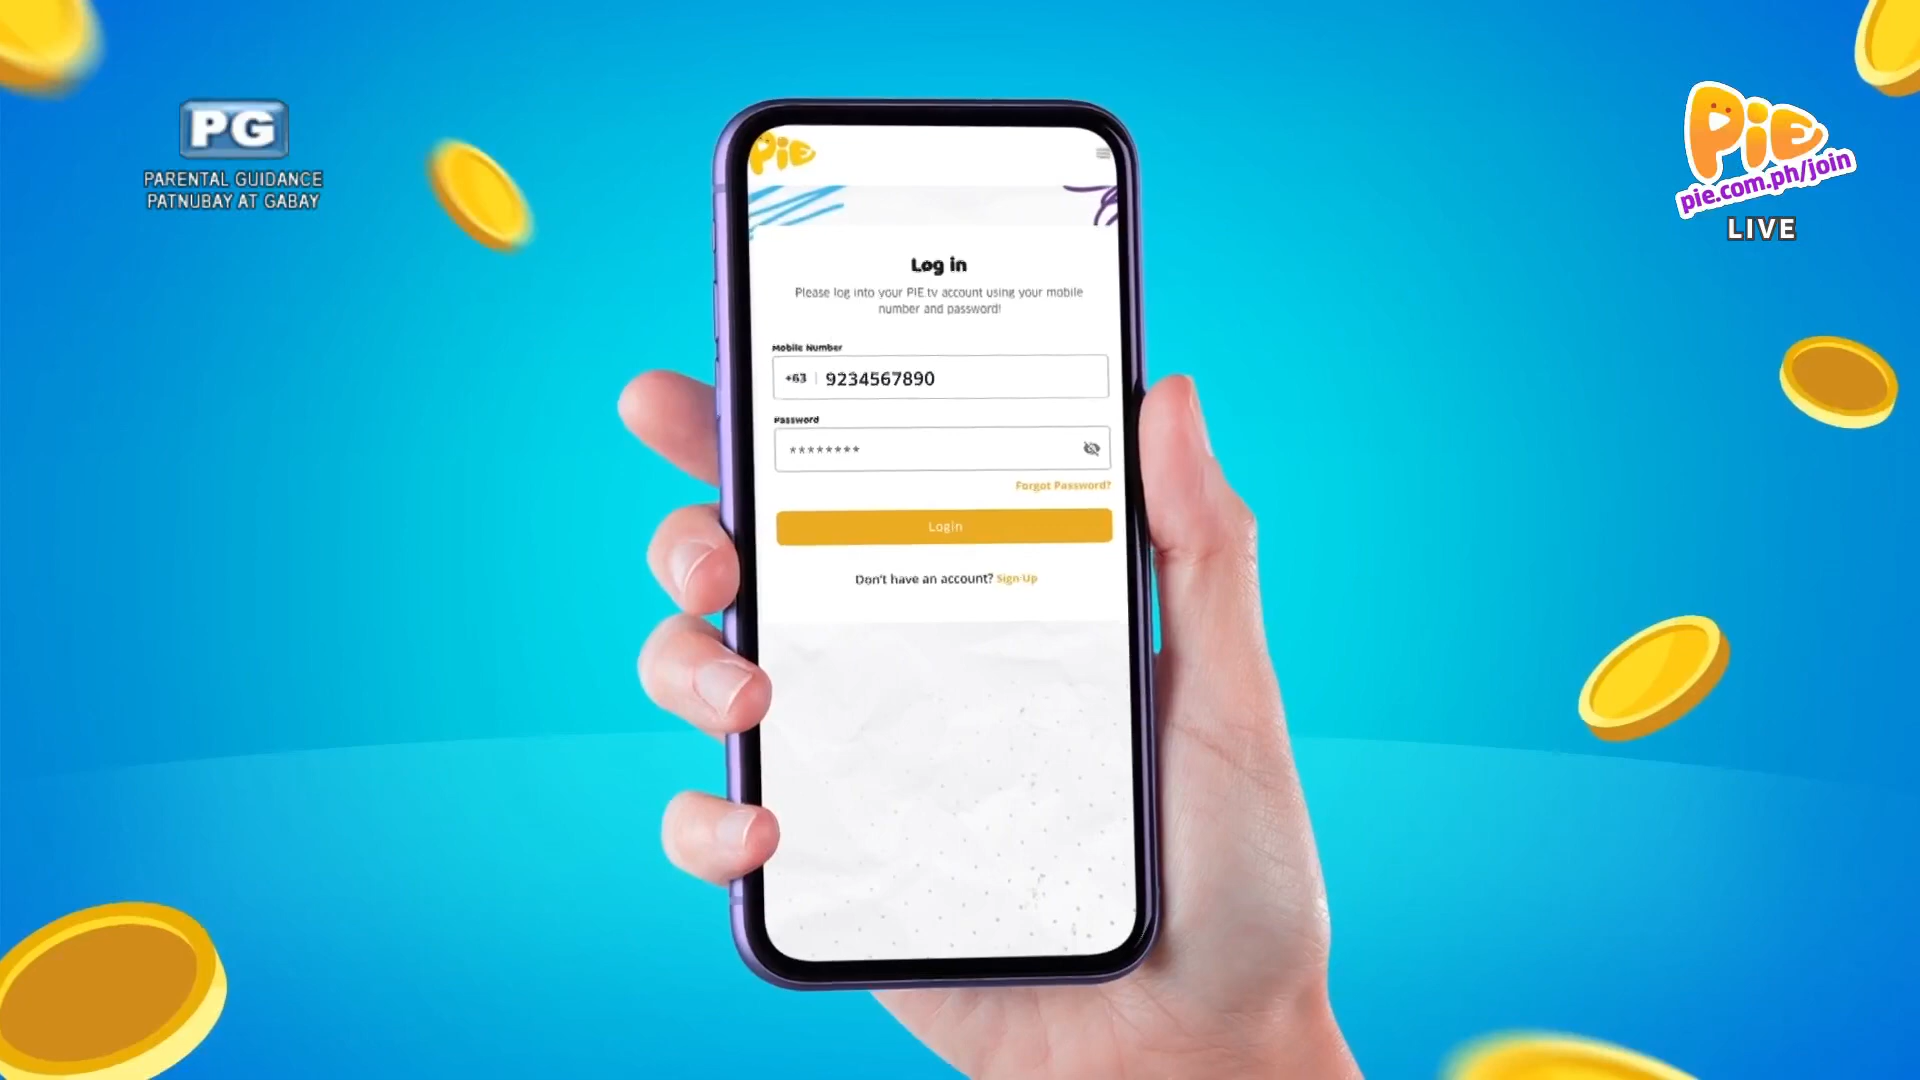 PG
PARENTAL GUIDANCE
PATNUBAY AT GABAY
PiE
pie.com.ph/join
LIVE
PiE
Log in
Please log into your PIE.tv account using your mobile
number and password!
Mobile Number
+63 9234567890
Password
********
Forgot Password?
Login
Don't have an account? Sign Up